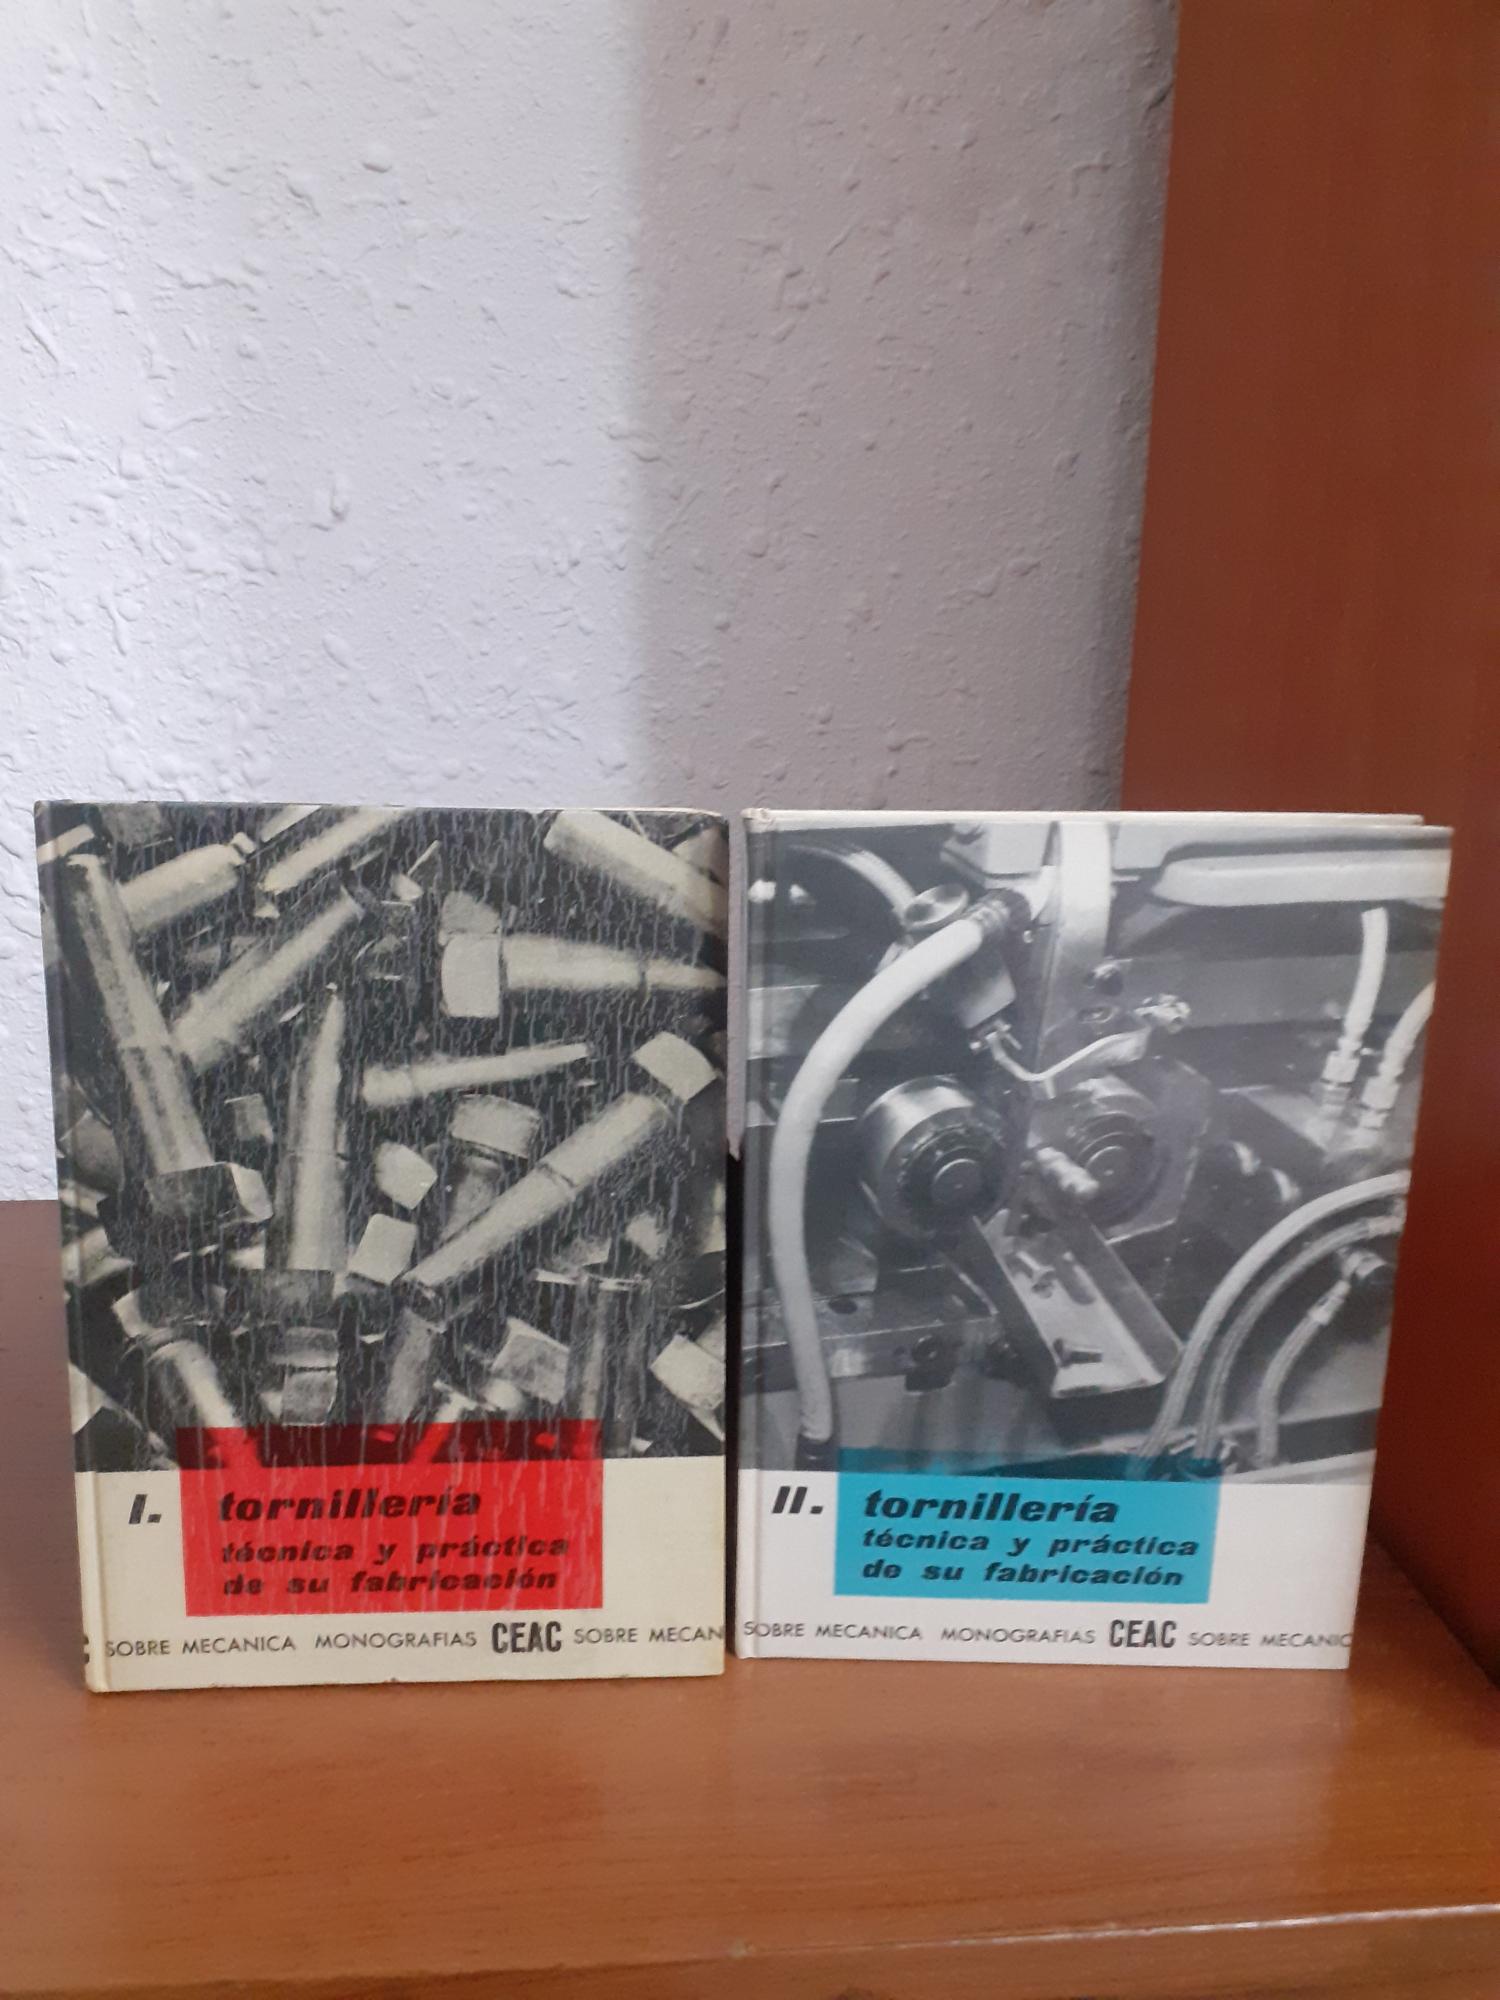 I. tornillería
técnica y práctica
de su fabricación
SOBRE MECANICA MONOGRAFIAS CEAC SOBRE MECAN
II. tornillería
técnica y práctica
de su fabricación
SOBRE MECANICA MONOGRAFIAS CEAC SOBRE MECANIC